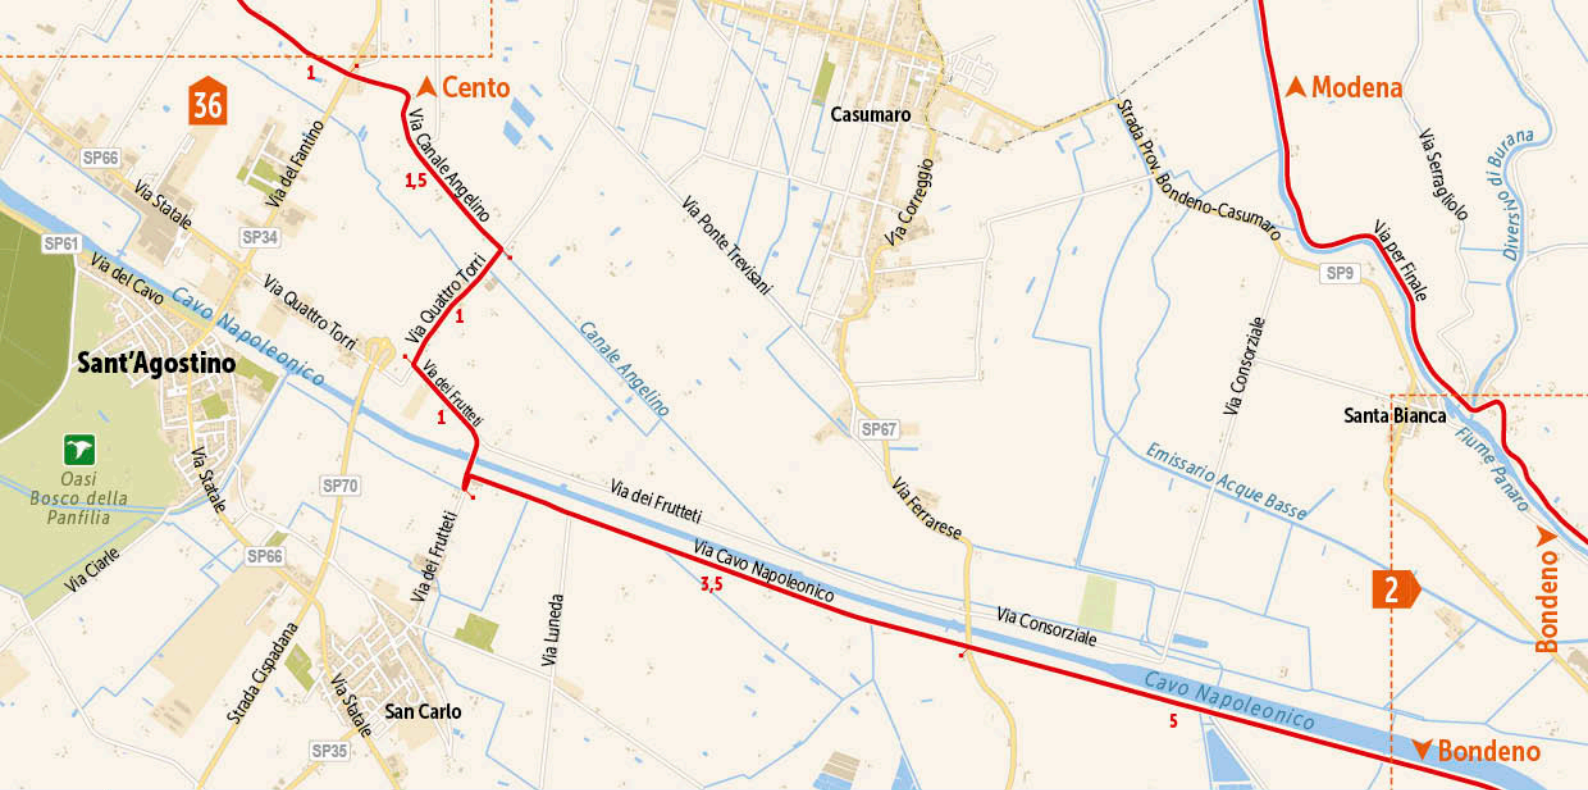 1
Cento
Modena
36
Casumaro
SP66
Via del Fantino
Via Canale Angelino
1,5
Via Statale
Strada Prov. Bondeno-Casumaro
Via Serragliolo
Diversivo di Burana
Via Correggio
Via Ponte Trevisani
SP61
SP34
Via per Finale
SP9
Via del Cavo
Cavo Napoleonico
Via Quattro Torri
Via Quattro Torri
1
Canale Angelino
Via Consorziale
Sant'Agostino
Via dei Frutteti
1
Santa Bianca
SP67
Fiume Panaro
Emissario Acque Basse
Oasi
Bosco della
Panfilia
Via Statale
SP70
Via dei Frutteti
Via Ferrarese
Via dei Frutteti
SP66
Via Ciarle
Via Cavo Napoleonico
3,5
2
Bondeno
Via Luneda
Via Consorziale
Strada Cispadana
Via Statale
San Carlo
Cavo Napoleonico
5
SP35
Bondeno